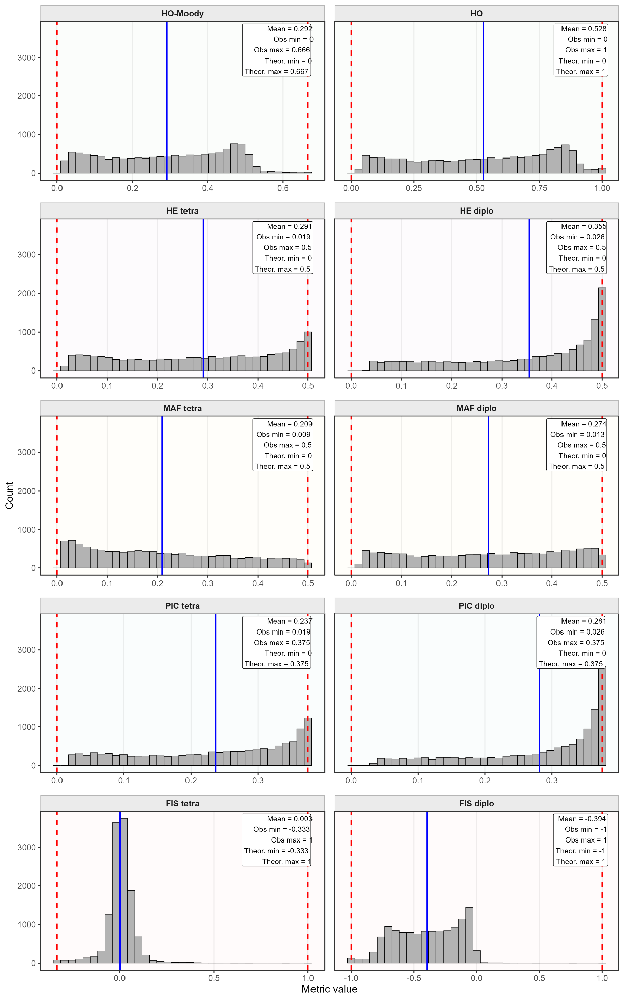 HO-Moody
HO
Mean = 0.292
Obs min = 0
Obs max = 0.666
Theor. min = 0
Theor. max = 0.667
Mean = 0.528
Obs min = 0
Obs max = 1
Theor. min = 0
Theor. max = 1
3000
2000
1000
0
0.0 0.2 0.4 0.6
0.00 0.25 0.50 0.75 1.00
HE tetra
HE diplo
Mean = 0.291
Obs min = 0.019
Obs max = 0.5
Theor. min = 0
Theor. max = 0.5
Mean = 0.355
Obs min = 0.026
Obs max = 0.5
Theor. min = 0
Theor. max = 0.5
3000
2000
1000
0
0.0 0.1 0.2 0.3 0.4 0.5
0.0 0.1 0.2 0.3 0.4 0.5
MAF tetra
MAF diplo
Mean = 0.209
Obs min = 0.009
Obs max = 0.5
Theor. min = 0
Theor. max = 0.5
Mean = 0.274
Obs min = 0.013
Obs max = 0.5
Theor. min = 0
Theor. max = 0.5
3000
2000
1000
0
Count
0.0 0.1 0.2 0.3 0.4 0.5
0.0 0.1 0.2 0.3 0.4 0.5
PIC tetra
PIC diplo
Mean = 0.237
Obs min = 0.019
Obs max = 0.375
Theor. min = 0
Theor. max = 0.375
Mean = 0.281
Obs min = 0.026
Obs max = 0.375
Theor. min = 0
Theor. max = 0.375
3000
2000
1000
0
0.0 0.1 0.2 0.3
0.0 0.1 0.2 0.3
FIS tetra
FIS diplo
Mean = 0.003
Obs min = -0.333
Obs max = 1
Theor. min = -0.333
Theor. max = 1
Mean = -0.394
Obs min = -1
Obs max = 1
Theor. min = -1
Theor. max = 1
3000
2000
1000
0
0.0 0.5 1.0
-1.0 -0.5 0.0 0.5 1.0
Metric value